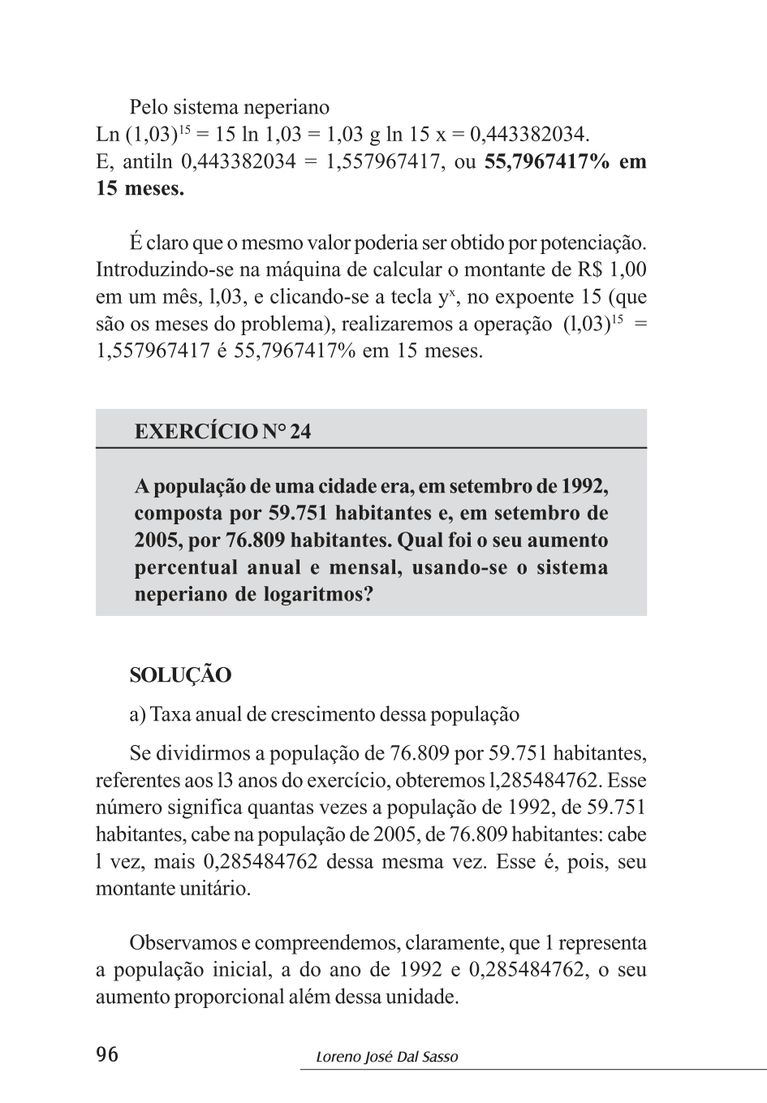 Pelo sistema neperiano
Ln (1,03)¹⁵ = 15 ln 1,03 = 1,03 g ln 15 x = 0,443382034.
E, antiln 0,443382034 = 1,557967417, ou 55,7967417% em
15 meses.
É claro que o mesmo valor poderia ser obtido por potenciação.
Introduzindo-se na máquina de calcular o montante de R$ 1,00
em um mês, l,03, e clicando-se a tecla yˣ, no expoente 15 (que
são os meses do problema), realizaremos a operação (l,03)¹⁵ =
1,557967417 é 55,7967417% em 15 meses.
EXERCÍCIO N° 24
A população de uma cidade era, em setembro de 1992,
composta por 59.751 habitantes e, em setembro de
2005, por 76.809 habitantes. Qual foi o seu aumento
percentual anual e mensal, usando-se o sistema
neperiano de logaritmos?
SOLUÇÃO
a) Taxa anual de crescimento dessa população
Se dividirmos a população de 76.809 por 59.751 habitantes,
referentes aos l3 anos do exercício, obteremos l,285484762. Esse
número significa quantas vezes a população de 1992, de 59.751
habitantes, cabe na população de 2005, de 76.809 habitantes: cabe
l vez, mais 0,285484762 dessa mesma vez. Esse é, pois, seu
montante unitário.
Observamos e compreendemos, claramente, que 1 representa
a população inicial, a do ano de 1992 e 0,285484762, o seu
aumento proporcional além dessa unidade.
96 Loreno José Dal Sasso